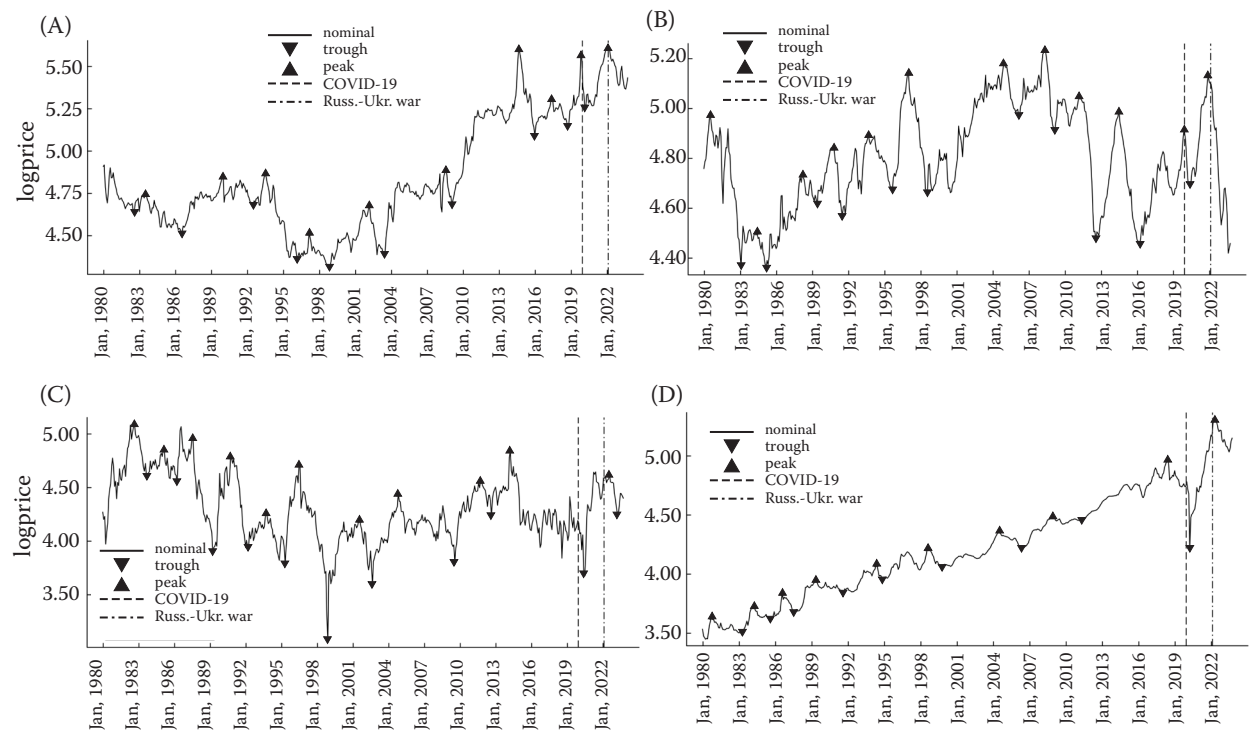 (A)
nominal
trough
peak
COVID-19
Russ.-Ukr. war
logprice
5.50
5.25
5.00
4.75
4.50
Jan, 1980
Jan, 1983
Jan, 1986
Jan, 1989
Jan, 1992
Jan, 1995
Jan, 1998
Jan, 2001
Jan, 2004
Jan, 2007
Jan, 2010
Jan, 2013
Jan, 2016
Jan, 2019
Jan, 2022
(B)
nominal
trough
peak
COVID-19
Russ.-Ukr. war
5.20
5.00
4.80
4.60
4.40
Jan, 1980
Jan, 1983
Jan, 1986
Jan, 1989
Jan, 1992
Jan, 1995
Jan, 1998
Jan, 2001
Jan, 2004
Jan, 2007
Jan, 2010
Jan, 2013
Jan, 2016
Jan, 2019
Jan, 2022
(C)
logprice
5.00
4.50
4.00
3.50
nominal
trough
peak
COVID-19
Russ.-Ukr. war
Jan, 1980
Jan, 1983
Jan, 1986
Jan, 1989
Jan, 1992
Jan, 1995
Jan, 1998
Jan, 2001
Jan, 2004
Jan, 2007
Jan, 2010
Jan, 2013
Jan, 2016
Jan, 2019
Jan, 2022
(D)
nominal
trough
peak
COVID-19
Russ.-Ukr. war
5.00
4.50
4.00
3.50
Jan, 1980
Jan, 1983
Jan, 1986
Jan, 1989
Jan, 1992
Jan, 1995
Jan, 1998
Jan, 2001
Jan, 2004
Jan, 2007
Jan, 2010
Jan, 2013
Jan, 2016
Jan, 2019
Jan, 2022